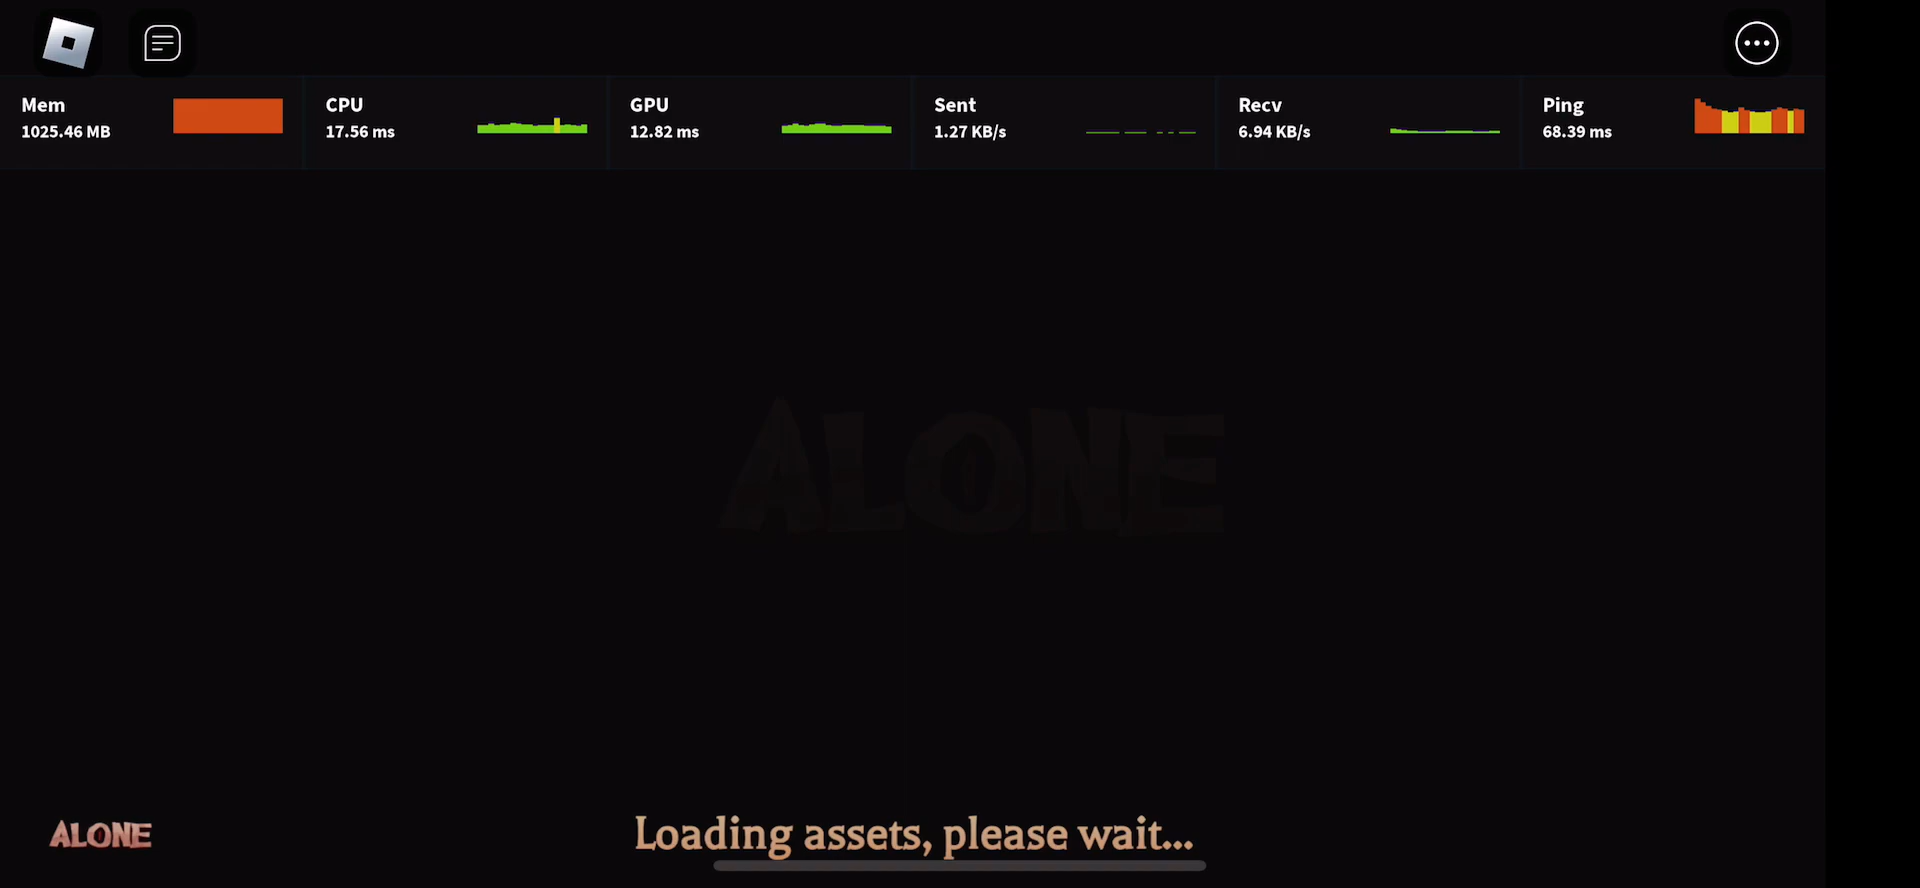 Mem
1025.46 MB
CPU
17.56 ms
GPU
12.82 ms
Sent
1.27 KB/s
Recv
6.94 KB/s
Ping
68.39 ms
ALONE
ALONE
Loading assets, please wait...